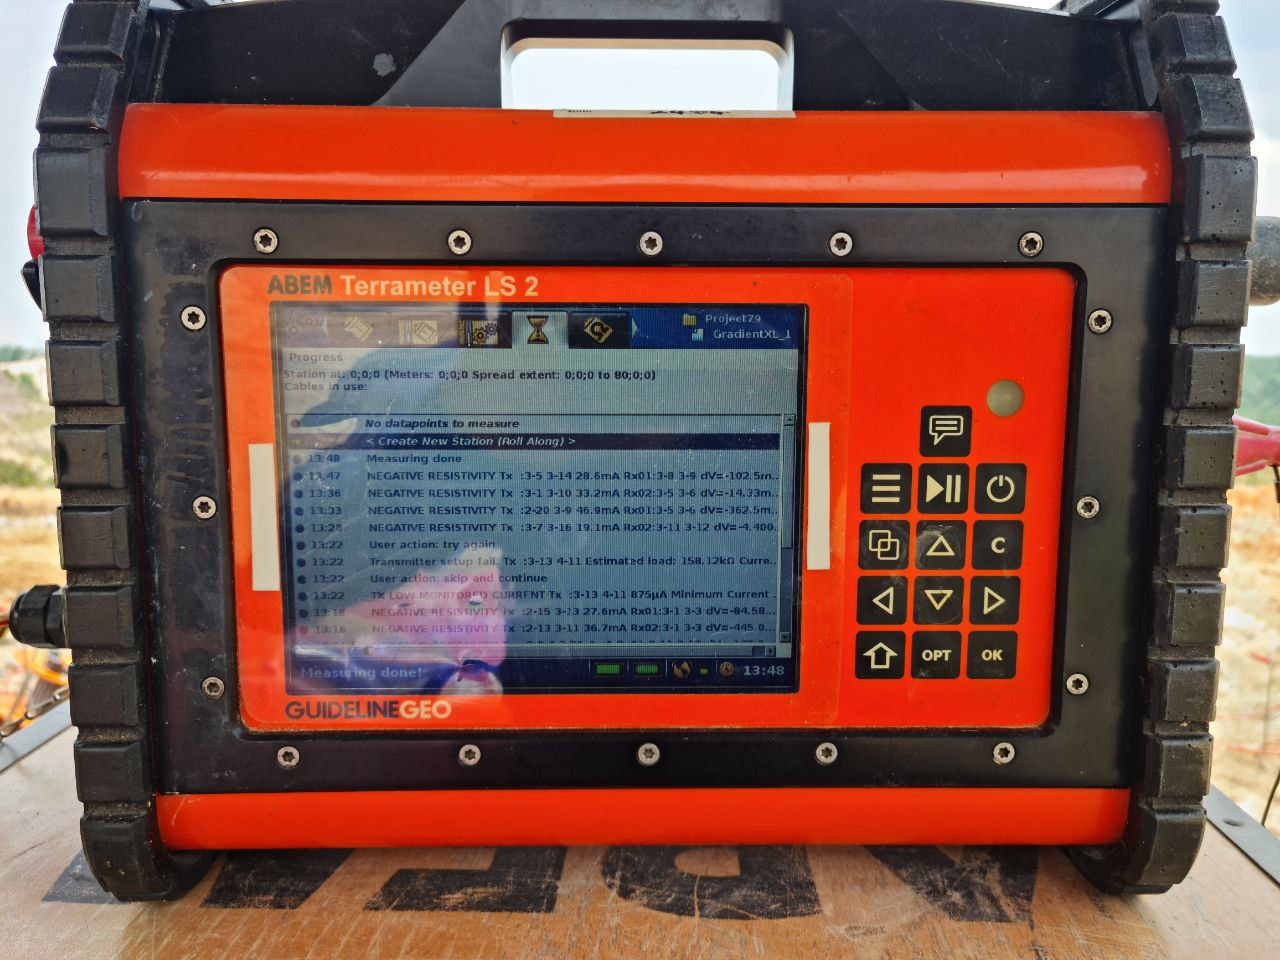 2404
ABEM Terrameter LS 2
Project79
GradientXL_1
Progress
Station at: 0;0;0 (Meters: 0;0;0 Spread extent: 0;0;0 to 80;0;0)
Cables in use:
No datapoints to measure
< Create New Station (Roll Along) >
13:48 Measuring done
13:47 NEGATIVE RESISTIVITY Tx :3-5 3-14 28.6mA Rx01:3-8 3-9 dV=-102.5m..
13:36 NEGATIVE RESISTIVITY Tx :3-1 3-10 33.2mA Rx02:3-5 3-6 dV=-14.33m..
13:33 NEGATIVE RESISTIVITY Tx :2-20 3-9 46.9mA Rx01:3-5 3-6 dV=-362.5m..
13:28 NEGATIVE RESISTIVITY Tx :3-7 3-16 19.1mA Rx02:3-11 3-12 dV=-4.400..
13:22 User action: try again
13:22 Transmitter setup fail. Tx :3-13 4-11 Estimated load: 158.12kΩ Curre..
13:22 User action: skip and continue
13:22 TX LOW MONITORED CURRENT Tx :3-13 4-11 875µA Minimum Current ..
13:18 NEGATIVE RESISTIVITY Tx :2-15 3-13 27.6mA Rx01:3-1 3-3 dV=-84.58..
13:16 NEGATIVE RESISTIVITY Tx :2-13 3-11 36.7mA Rx02:3-1 3-3 dV=-445.0..
Measuring done! 13:48
GUIDELINEGEO
C
OPT
OK